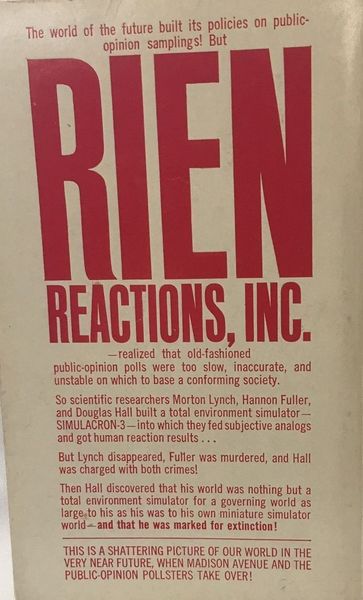 The world of the future built its policies on public-
opinion samplings! But
RIEN
REACTIONS, INC.
—realized that old-fashioned
public-opinion polls were too slow, inaccurate, and
unstable on which to base a conforming society.
So scientific researchers Morton Lynch, Hannon Fuller,
and Douglas Hall built a total environment simulator—
SIMULACRON-3—into which they fed subjective analogs
and got human reaction results . . .
But Lynch disappeared, Fuller was murdered, and Hall
was charged with both crimes!
Then Hall discovered that his world was nothing but a
total environment simulator for a governing world as
large to his as his was to his own miniature simulator
world—and that he was marked for extinction!
THIS IS A SHATTERING PICTURE OF OUR WORLD IN THE
VERY NEAR FUTURE, WHEN MADISON AVENUE AND THE
PUBLIC-OPINION POLLSTERS TAKE OVER!